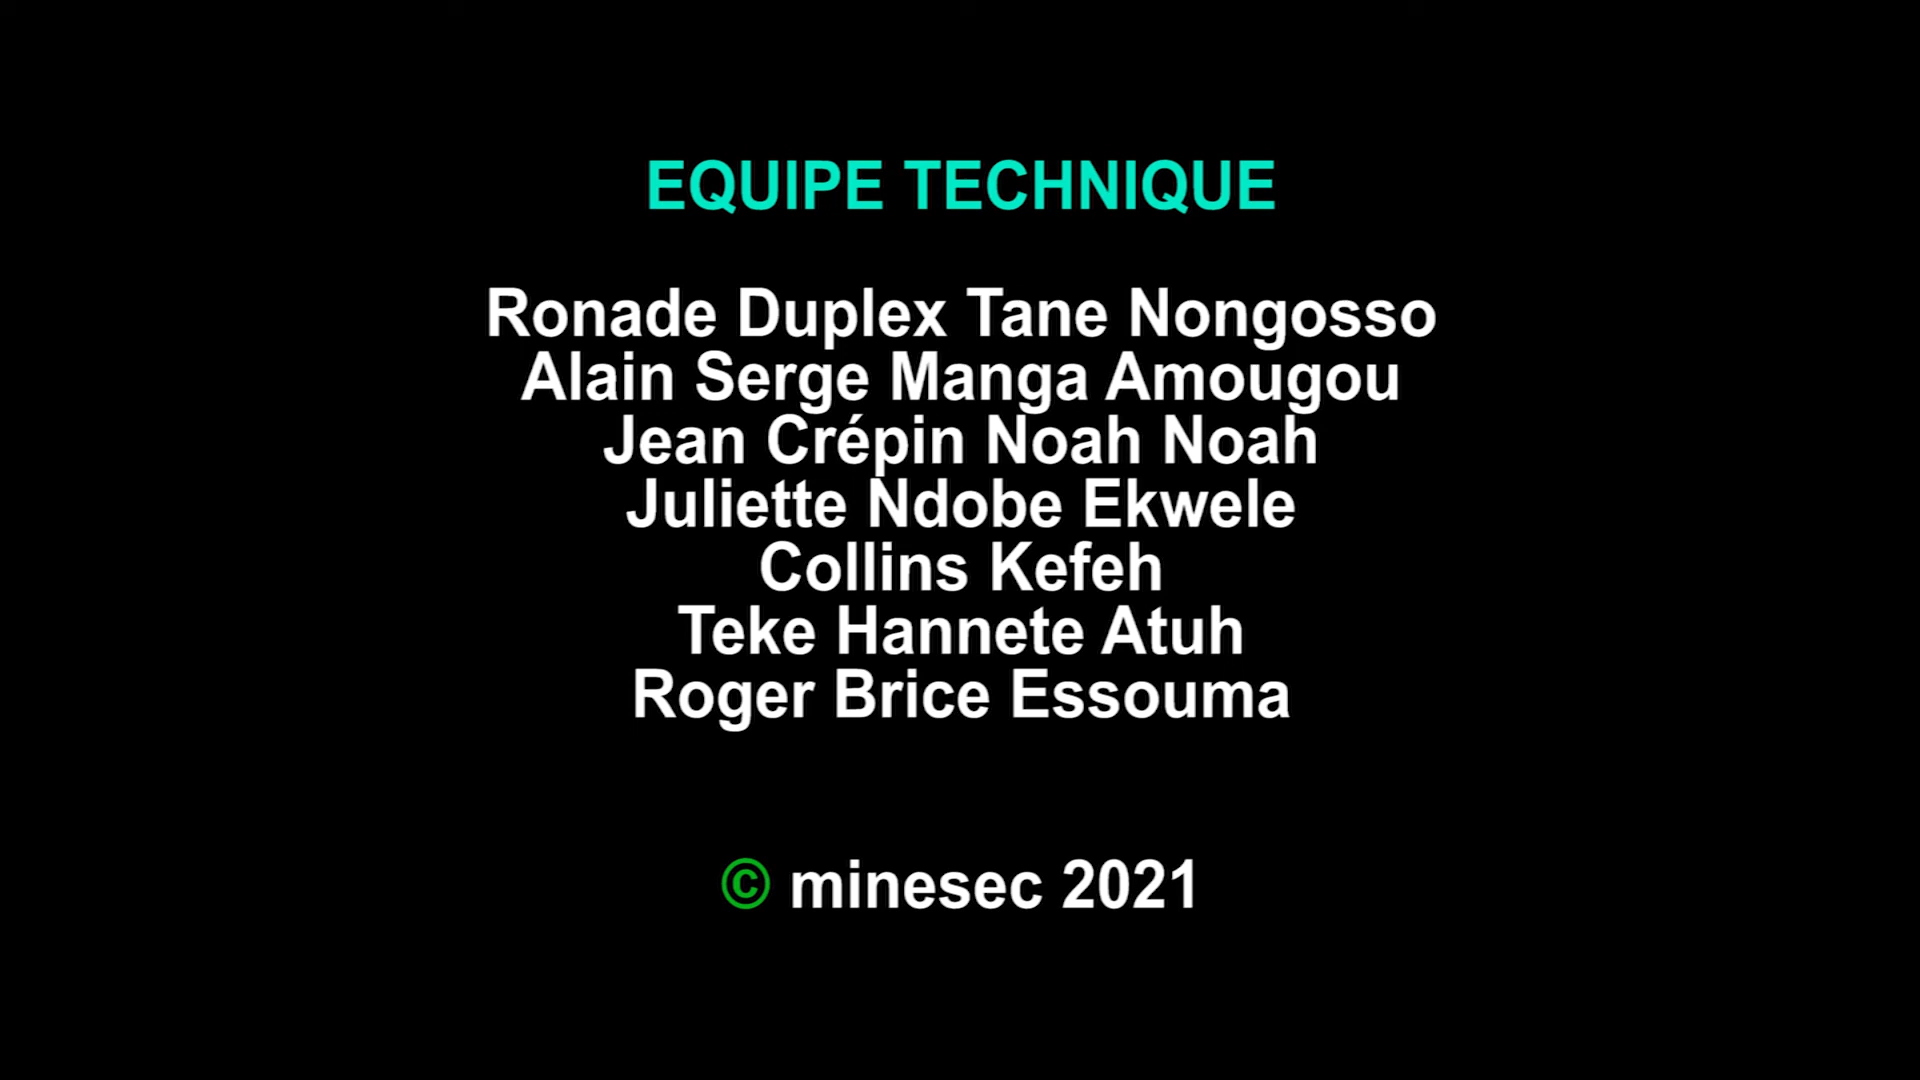 EQUIPE TECHNIQUE
Ronade Duplex Tane Nongosso
Alain Serge Manga Amougou
Jean Crépin Noah Noah
Juliette Ndobe Ekwele
Collins Kefeh
Teke Hannete Atuh
Roger Brice Essouma
© minesec 2021